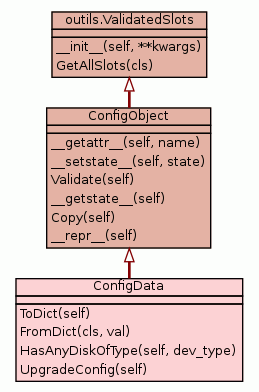 outils.ValidatedSlots
__init__(self, **kwargs)
GetAllSlots(cls)
ConfigObject
__getattr__(self, name)
__setstate__(self, state)
Validate(self)
__getstate__(self)
Copy(self)
__repr__(self)
ConfigData
ToDict(self)
FromDict(cls, val)
HasAnyDiskOfType(self, dev_type)
UpgradeConfig(self)